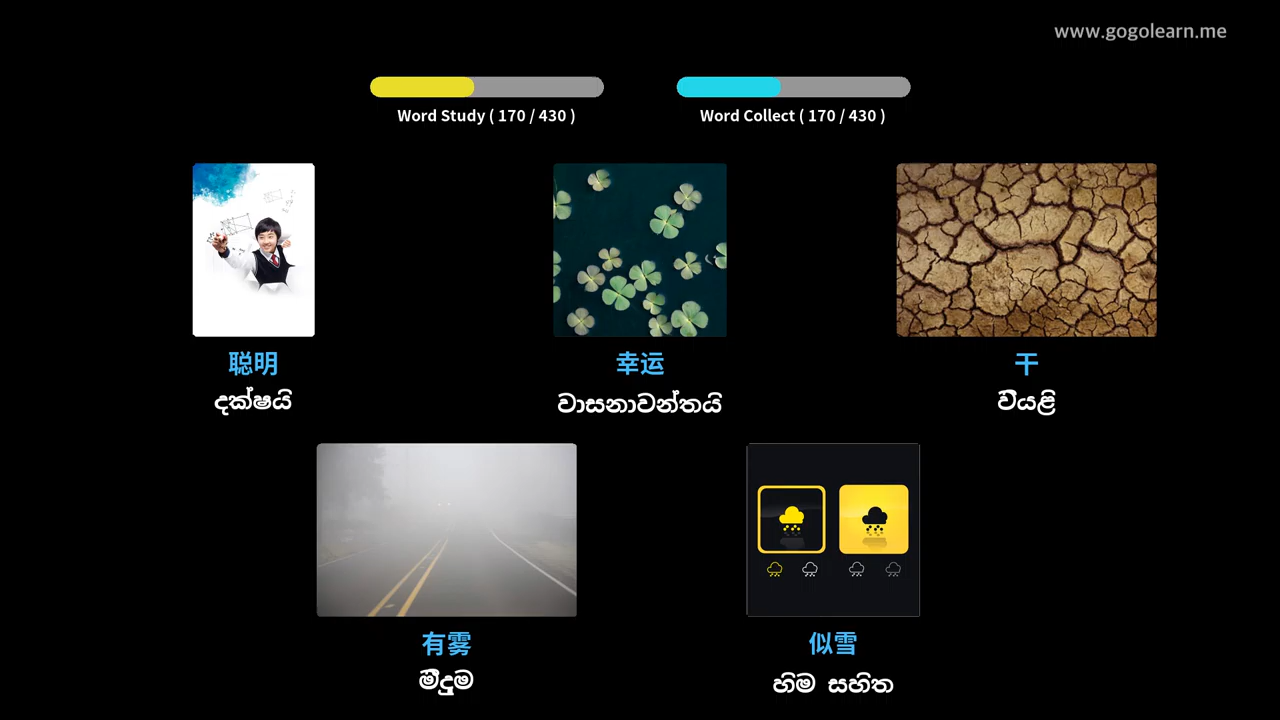 www.gogolearn.me
Word Study ( 170 / 430 )
Word Collect ( 170 / 430 )
聪明
දක්ෂයි
幸运
වාසනාවන්තයි
干
වියළි
有雾
මීදුම
似雪
හිම සහිත